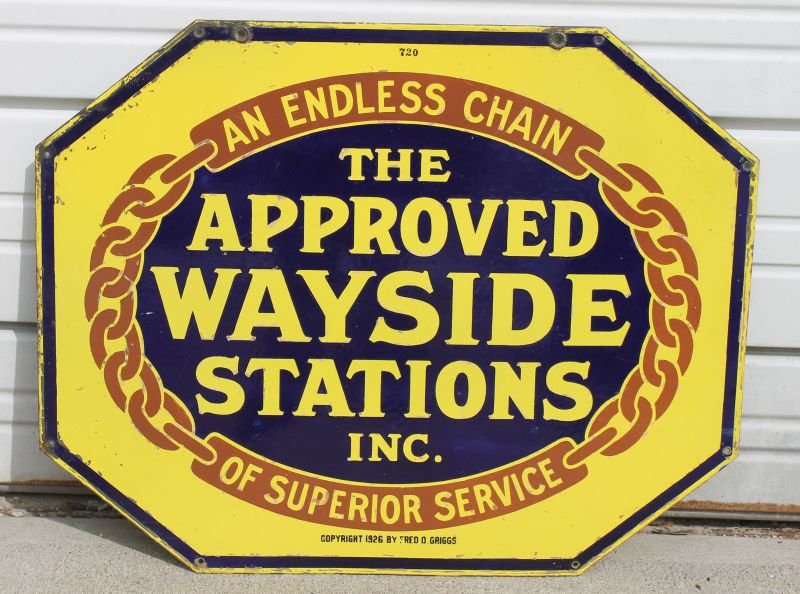 720
AN ENDLESS CHAIN
THE
APPROVED
WAYSIDE
STATIONS
INC.
OF SUPERIOR SERVICE
COPYRIGHT 1926 BY FRED O. GRIGGS